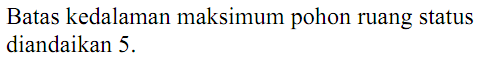 Batas kedalaman maksimum pohon ruang status
diandaikan 5.